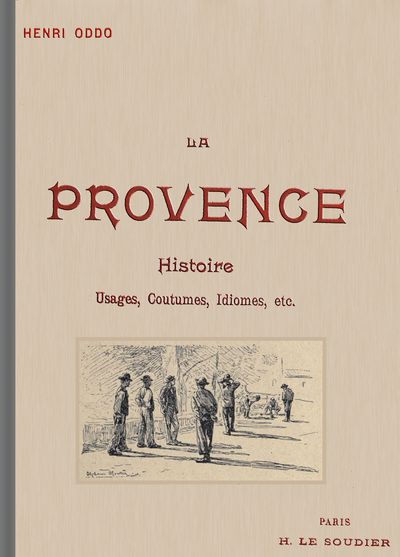 HENRI ODDO
LA
PROVENCE
Histoire
Usages, Coutumes, Idiomes, etc.
PARIS
H. LE SOUDIER